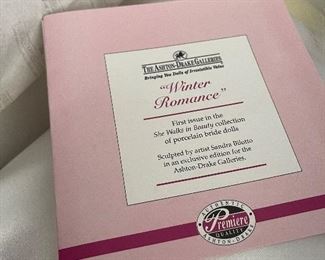 THE ASHTON-DRAKE GALLERIES
Bringing You Dolls of Irresistible Value
"Winter
Romance"
First issue in the
She Walks in Beauty collection
of porcelain bride dolls
Sculpted by artist Sandra Bilotto
in an exclusive edition for the
Ashton-Drake Galleries.
AUTHENTIC
Premiere
QUALITY
ASHTON-DRAKE